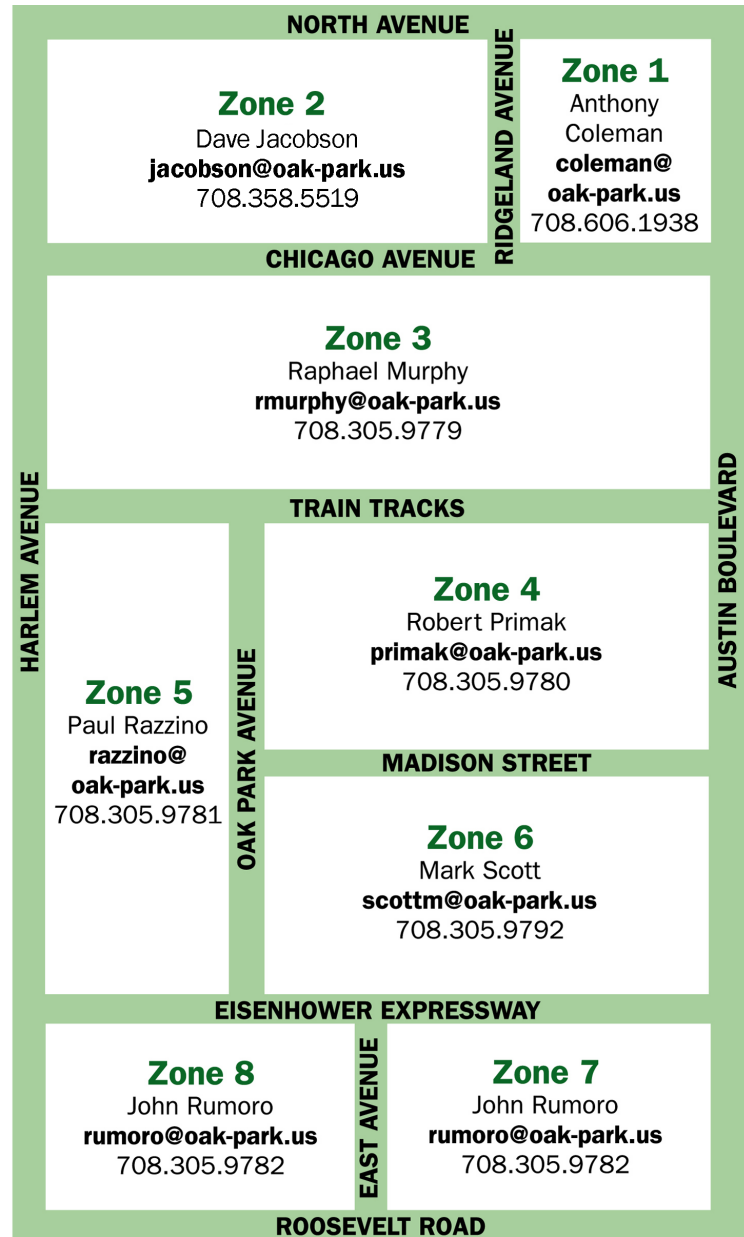 NORTH AVENUE
Zone 2
Dave Jacobson
jacobson@oak-park.us
708.358.5519
RIDGELAND AVENUE
Zone 1
Anthony
Coleman
coleman@
oak-park.us
708.606.1938
CHICAGO AVENUE
Zone 3
Raphael Murphy
rmurphy@oak-park.us
708.305.9779
HARLEM AVENUE
AUSTIN BOULEVARD
TRAIN TRACKS
Zone 5
Paul Razzino
razzino@
oak-park.us
708.305.9781
OAK PARK AVENUE
Zone 4
Robert Primak
primak@oak-park.us
708.305.9780
MADISON STREET
Zone 6
Mark Scott
scottm@oak-park.us
708.305.9792
EISENHOWER EXPRESSWAY
Zone 8
John Rumoro
rumoro@oak-park.us
708.305.9782
EAST AVENUE
Zone 7
John Rumoro
rumoro@oak-park.us
708.305.9782
ROOSEVELT ROAD